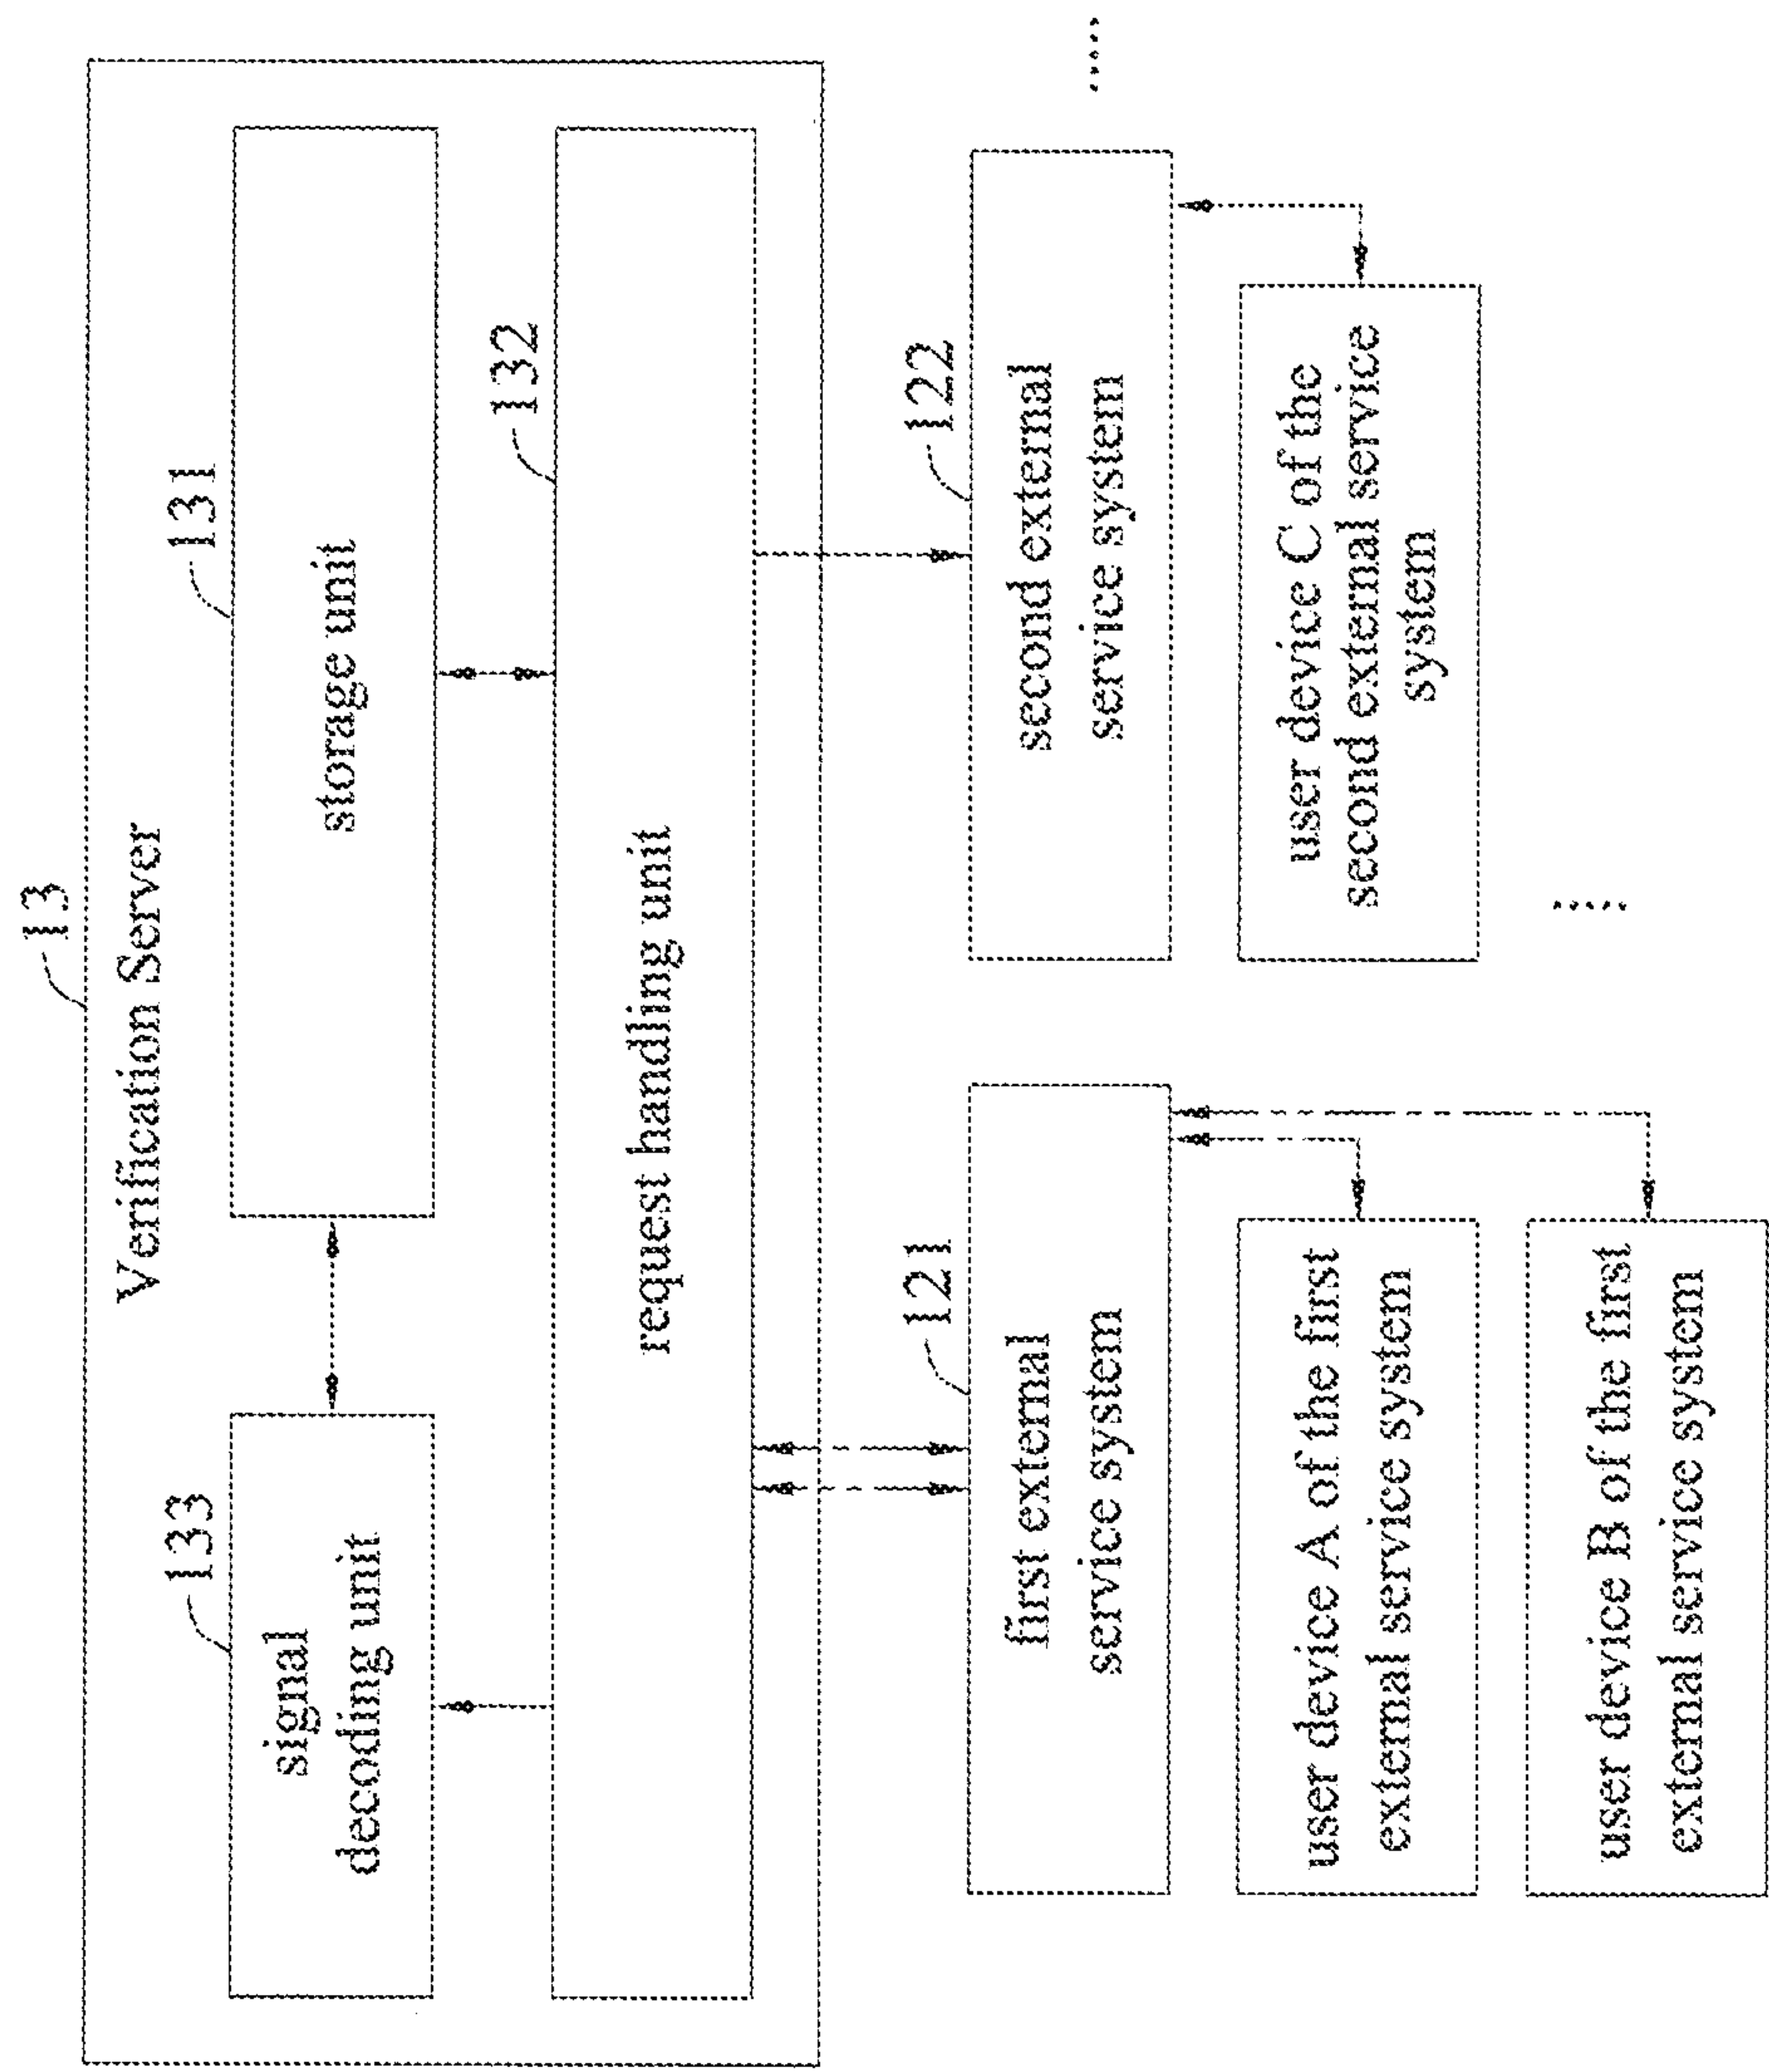 13
Verification Server
133
signal
decoding unit
131
storage unit
132
request handling unit
121
first external
service system
122
second external
service system
.....
user device A of the first
external service system
user device B of the first
external service system
user device C of the
second external service
system
.....